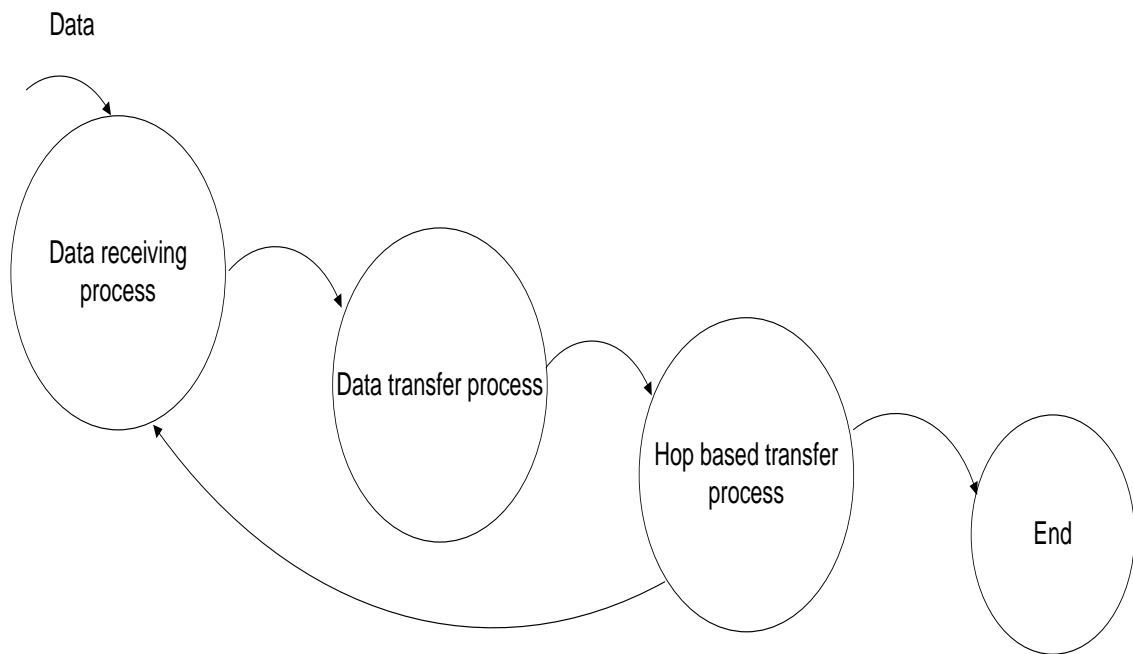 Data
Data receiving
process
Data transfer process
Hop based transfer
process
End